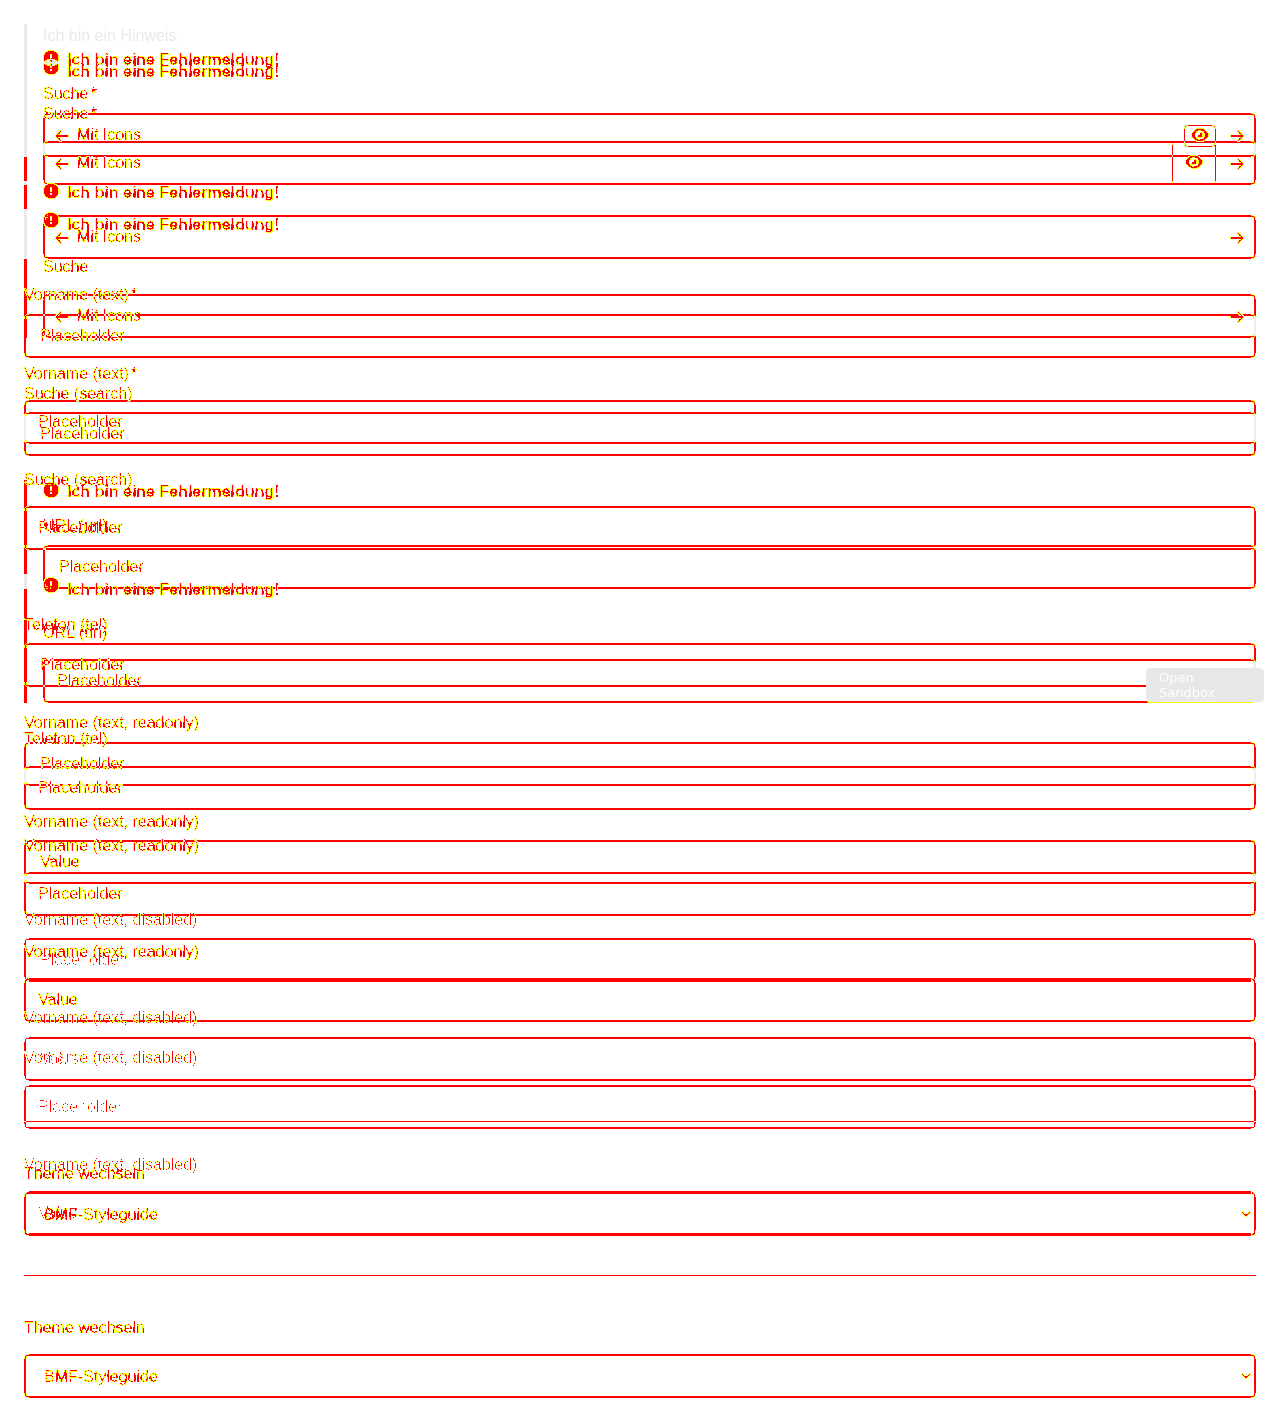 Ich bin ein Hinweis.
Ich bin eine Fehlermeldung!
Ich bin eine Fehlermeldung!
Suche *
Suche *
Mit Icons
Mit Icons
Ich bin eine Fehlermeldung!
Ich bin eine Fehlermeldung!
Mit Icons
Suche
Vorname (text) *
Mit Icons
Placeholder
Vorname (text) *
Suche (search)
Placeholder
Placeholder
Suche (search)
Ich bin eine Fehlermeldung!
URL (url)
Placeholder
Placeholder
Ich bin eine Fehlermeldung!
Telefon (tel)
URL (url)
Placeholder
Placeholder
Open
Sandbox
Vorname (text, readonly)
Telefon (tel)
Placeholder
Placeholder
Vorname (text, readonly)
Vorname (text, readonly)
Value
Placeholder
Vorname (text, disabled)
Vorname (text, readonly)
Placeholder
Value
Vorname (text, disabled)
Vorname (text, disabled)
Placeholder
Vorname (text, disabled)
Theme wechseln
BMF-Styleguide
Theme wechseln
BMF-Styleguide